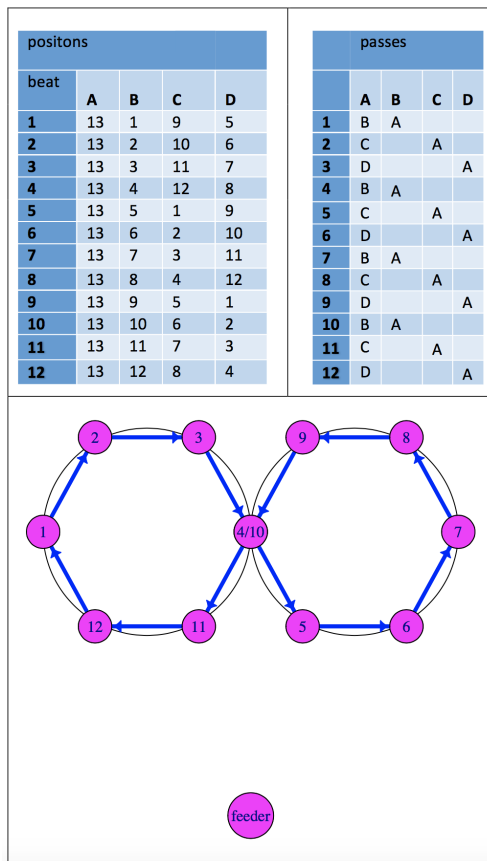 positons
beat
A B C D
1 13 1 9 5
2 13 2 10 6
3 13 3 11 7
4 13 4 12 8
5 13 5 1 9
6 13 6 2 10
7 13 7 3 11
8 13 8 4 12
9 13 9 5 1
10 13 10 6 2
11 13 11 7 3
12 13 12 8 4
passes
A B C D
1 B A
2 C A
3 D A
4 B A
5 C A
6 D A
7 B A
8 C A
9 D A
10 B A
11 C A
12 D A
2 3 9 8
1 4/10 7
12 11 5 6
feeder